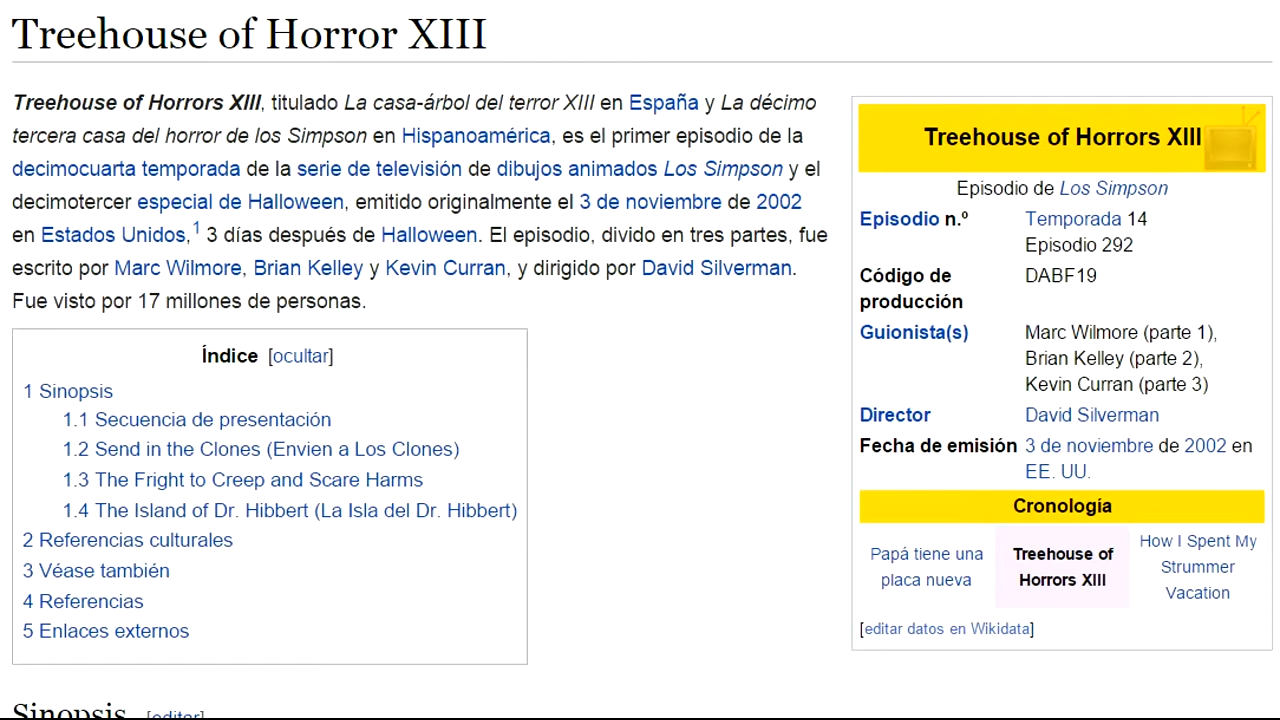 Treehouse of Horror XIII
Treehouse of Horrors XIII, titulado La casa-árbol del terror XIII en España y La décimo
tercera casa del horror de los Simpson en Hispanoamérica, es el primer episodio de la
decimocuarta temporada de la serie de televisión de dibujos animados Los Simpson y el
decimotercer especial de Halloween, emitido originalmente el 3 de noviembre de 2002
en Estados Unidos,1 3 días después de Halloween. El episodio, divido en tres partes, fue
escrito por Marc Wilmore, Brian Kelley y Kevin Curran, y dirigido por David Silverman.
Fue visto por 17 millones de personas.
Índice [ocultar]
1 Sinopsis
1.1 Secuencia de presentación
1.2 Send in the Clones (Envien a Los Clones)
1.3 The Fright to Creep and Scare Harms
1.4 The Island of Dr. Hibbert (La Isla del Dr. Hibbert)
2 Referencias culturales
3 Véase también
4 Referencias
5 Enlaces externos
Treehouse of Horrors XIII
Episodio de Los Simpson
Episodio n.º Temporada 14
Episodio 292
Código de DABF19
producción
Guionista(s) Marc Wilmore (parte 1),
Brian Kelley (parte 2),
Kevin Curran (parte 3)
Director David Silverman
Fecha de emisión 3 de noviembre de 2002 en
EE. UU.
Cronología
Papá tiene una
placa nueva
Treehouse of
Horrors XIII
How I Spent My
Strummer
Vacation
[editar datos en Wikidata]
Sinopsis [editar]